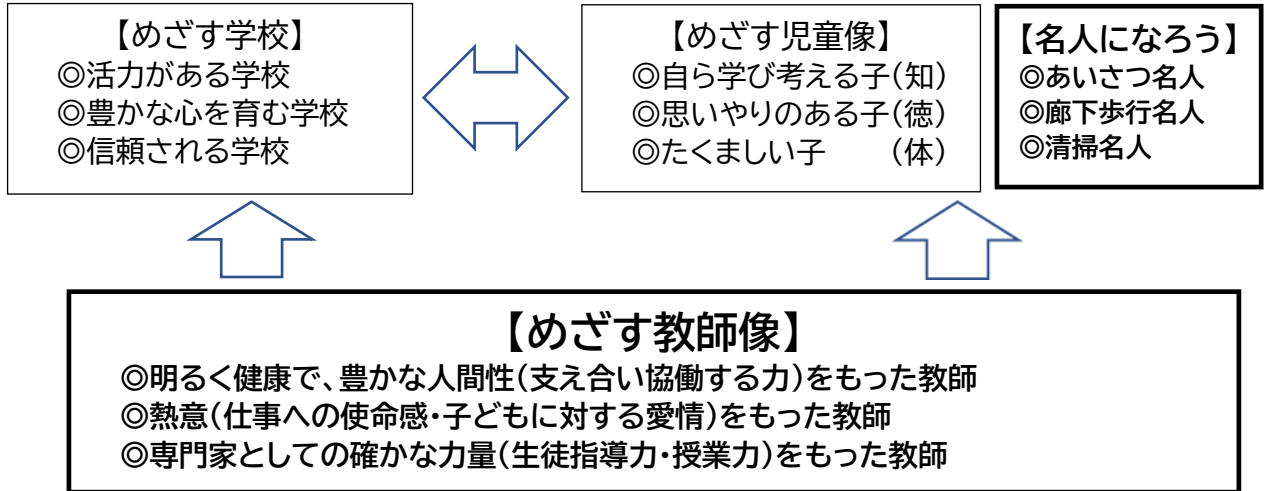 【めざす学校】
◎活力がある学校
◎豊かな心を育む学校
◎信頼される学校
【めざす児童像】
◎自ら学び考える子(知)
◎思いやりのある子(徳)
◎たくましい子　　(体)
【名人になろう】
◎あいさつ名人
◎廊下歩行名人
◎清掃名人
【めざす教師像】
◎明るく健康で、豊かな人間性(支え合い協働する力)をもった教師
◎熱意(仕事への使命感・子どもに対する愛情)をもった教師
◎専門家としての確かな力量(生徒指導力・授業力)をもった教師